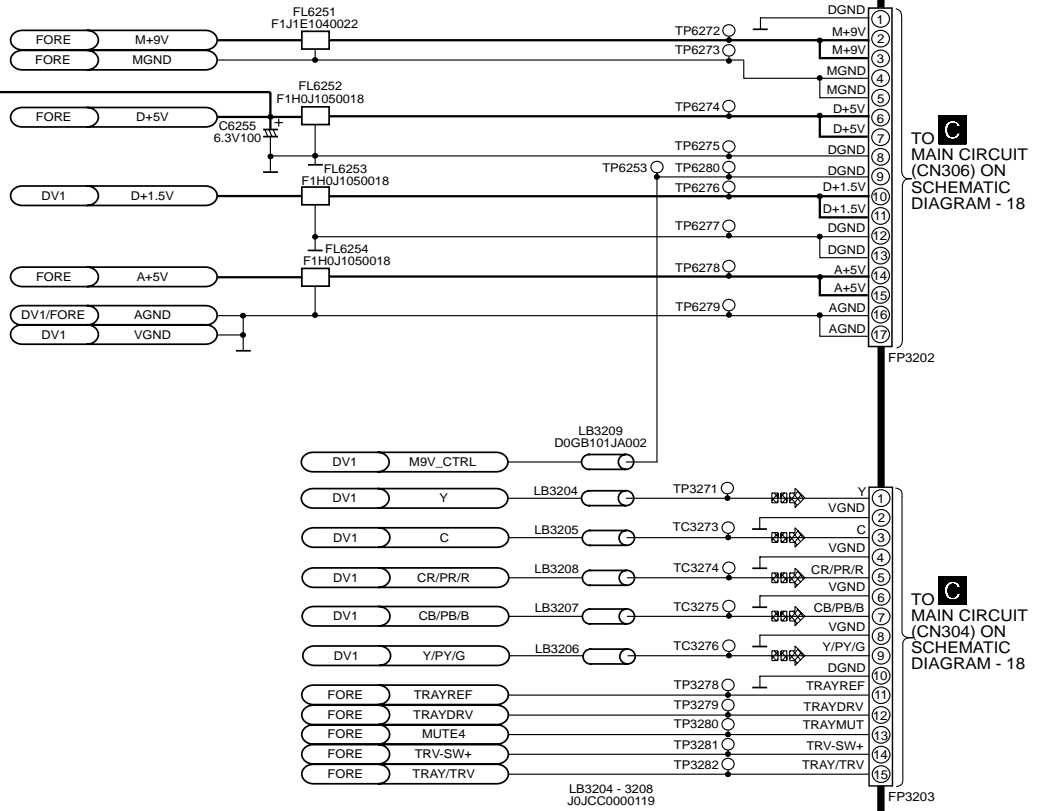 FL6251
F1J1E1040022
DGND 1
FORE M+9V TP6272 M+9V 2
FORE MGND TP6273 M+9V 3
MGND 4
MGND 5
FL6252
F1H0J1050018
FORE D+5V TP6274 D+5V 6
C6255 +
6.3V100
D+5V 7
TP6275 DGND 8
FL6253
F1H0J1050018
TP6253 TP6280 DGND 9
DV1 D+1.5V TP6276 D+1.5V 10
D+1.5V 11
TP6277 DGND 12
FL6254
F1H0J1050018
DGND 13
FORE A+5V TP6278 A+5V 14
A+5V 15
DV1/FORE AGND TP6279 AGND 16
DV1 VGND AGND 17
FP3202
TO C
MAIN CIRCUIT
(CN306) ON
SCHEMATIC
DIAGRAM - 18
LB3209
D0GB101JA002
DV1 M9V_CTRL
DV1 Y LB3204 TP3271 Y 1
VGND 2
DV1 C LB3205 TC3273 C 3
VGND 4
DV1 CR/PR/R LB3208 TC3274 CR/PR/R 5
VGND 6
DV1 CB/PB/B LB3207 TC3275 CB/PB/B 7
VGND 8
DV1 Y/PY/G LB3206 TC3276 Y/PY/G 9
DGND 10
FORE TRAYREF TP3278 TRAYREF 11
FORE TRAYDRV TP3279 TRAYDRV 12
FORE MUTE4 TP3280 TRAYMUT 13
FORE TRV-SW+ TP3281 TRV-SW+ 14
FORE TRAY/TRV TP3282 TRAY/TRV 15
LB3204 - 3208
J0JCC0000119
FP3203
TO C
MAIN CIRCUIT
(CN304) ON
SCHEMATIC
DIAGRAM - 18